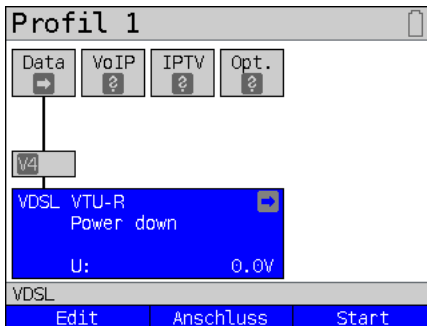 Profil 1
Data VoIP IPTV Opt.
? ? ?
V4
VDSL VTU-R
Power down
U: 0.0V
VDSL
Edit Anschluss Start